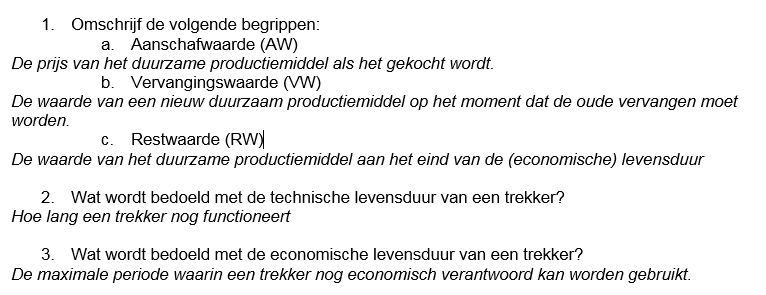 1. Omschrijf de volgende begrippen:
a. Aanschafwaarde (AW)
De prijs van het duurzame productiemiddel als het gekocht wordt.
b. Vervangingswaarde (VW)
De waarde van een nieuw duurzaam productiemiddel op het moment dat de oude vervangen moet
worden.
c. Restwaarde (RW)
De waarde van het duurzame productiemiddel aan het eind van de (economische) levensduur
2. Wat wordt bedoeld met de technische levensduur van een trekker?
Hoe lang een trekker nog functioneert
3. Wat wordt bedoeld met de economische levensduur van een trekker?
De maximale periode waarin een trekker nog economisch verantwoord kan worden gebruikt.